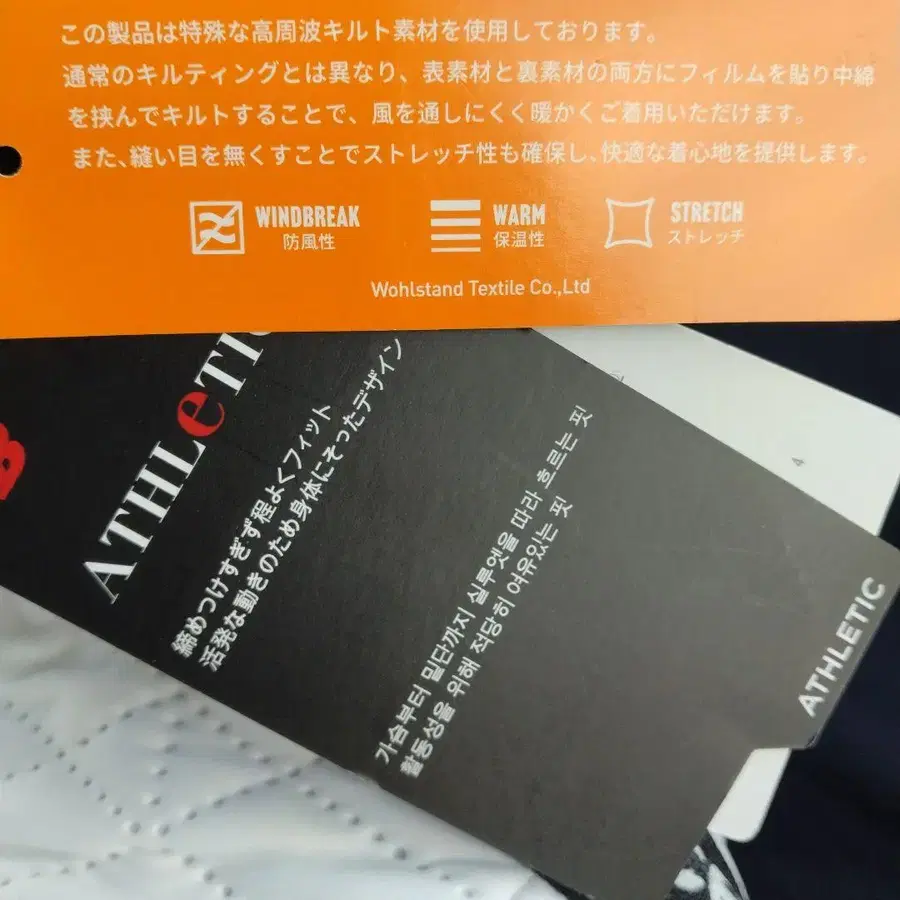 この製品は特殊な高周波キルト素材を使用しております。
通常のキルティングとは異なり、表素材と裏素材の両方にフィルムを貼り中綿
を挟んでキルトすることで、風を通しにくく暖かくご着用いただけます。
また、縫い目を無くすことでストレッチ性も確保し、快適な着心地を提供します。
WINDBREAK
防風性
WARM
保温性
STRETCH
ストレッチ
Wohlstand Textile Co.,Ltd
B
ATHLeTIC
締めつけすぎず程よくフィット
活発な動きのため身体にそったデザイン
가슴부터 밑단까지 실루엣을 따라 흐르는 핏
활동성을 위해 적당히 여유있는 핏
ATHLETIC
4